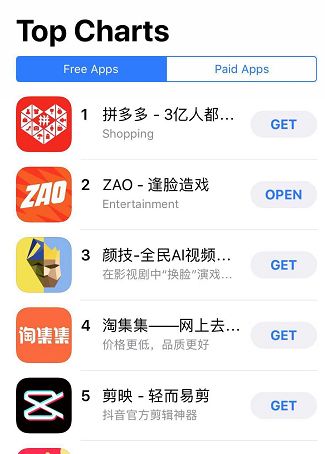 Top Charts
Free Apps
Paid Apps
拼
1
拼多多 - 3亿人都…
Shopping
GET
ZAO
2
ZAO - 逢脸造戏
Entertainment
OPEN
3
颜技-全民AI视频…
在影视剧中“换脸”演戏…
GET
淘集集
4
淘集集——网上去…
价格更低，品质更好
GET
5
剪映 - 轻而易剪
抖音官方剪辑神器
GET